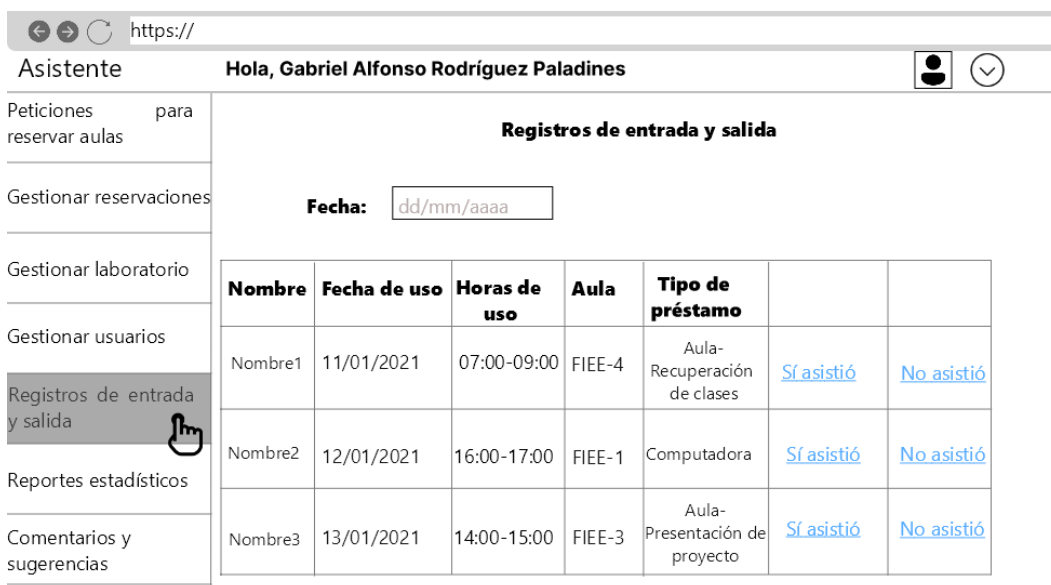 https://
Asistente
Hola, Gabriel Alfonso Rodríguez Paladines
Peticiones para
reservar aulas
Gestionar reservaciones
Gestionar laboratorio
Gestionar usuarios
Registros de entrada
y salida
Reportes estadísticos
Comentarios y
sugerencias
Registros de entrada y salida
Fecha: dd/mm/aaaa
Nombre Fecha de uso Horas de uso Aula Tipo de préstamo
Nombre1 11/01/2021 07:00-09:00 FIEE-4 Aula-Recuperación de clases Sí asistió No asistió
Nombre2 12/01/2021 16:00-17:00 FIEE-1 Computadora Sí asistió No asistió
Nombre3 13/01/2021 14:00-15:00 FIEE-3 Aula-Presentación de proyecto Sí asistió No asistió